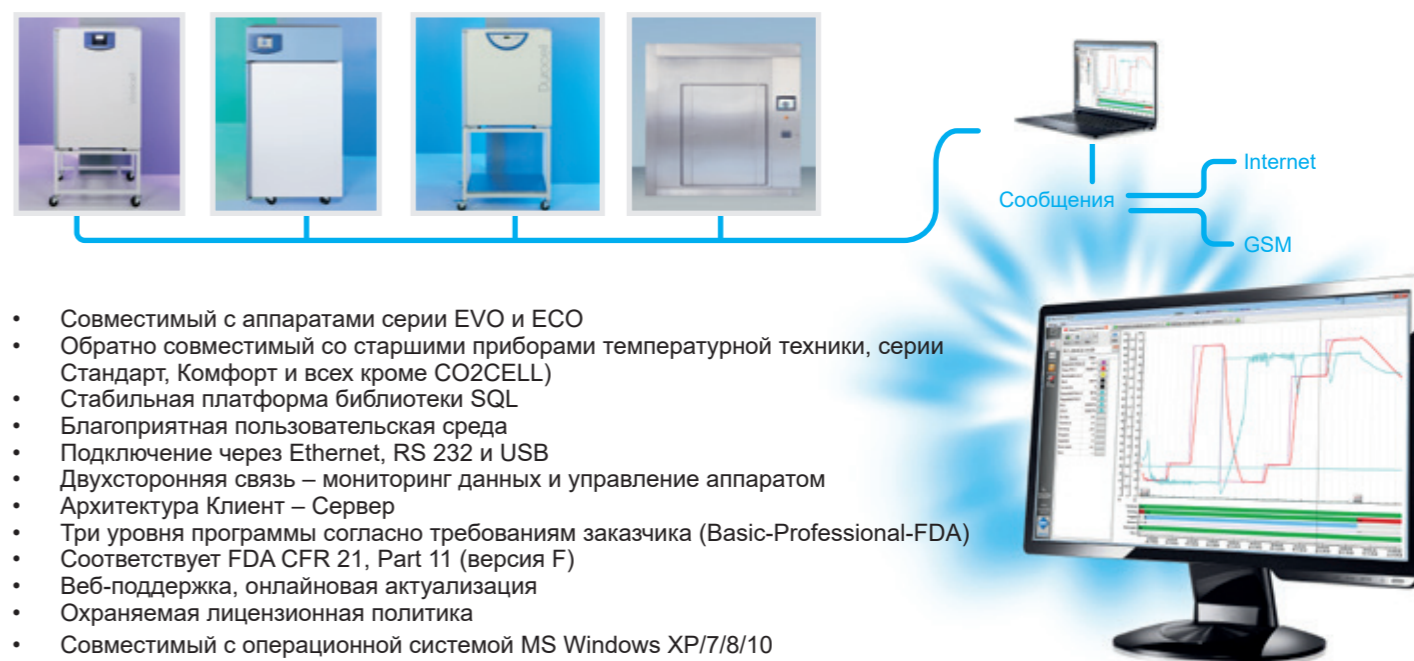 Durocell
Internet
Сообщения
GSM
• Совместимый с аппаратами серии EVO и ECO
• Обратно совместимый со старшими приборами температурной техники, серии
Стандарт, Комфорт и всех кроме CO2CELL)
• Стабильная платформа библиотеки SQL
• Благоприятная пользовательская среда
• Подключение через Ethernet, RS 232 и USB
• Двухсторонняя связь – мониторинг данных и управление аппаратом
• Архитектура Клиент – Сервер
• Три уровня программы согласно требованиям заказчика (Basic-Professional-FDA)
• Соответствует FDA CFR 21, Part 11 (версия F)
• Веб-поддержка, онлайновая актуализация
• Охраняемая лицензионная политика
• Совместимый с операционной системой MS Windows XP/7/8/10